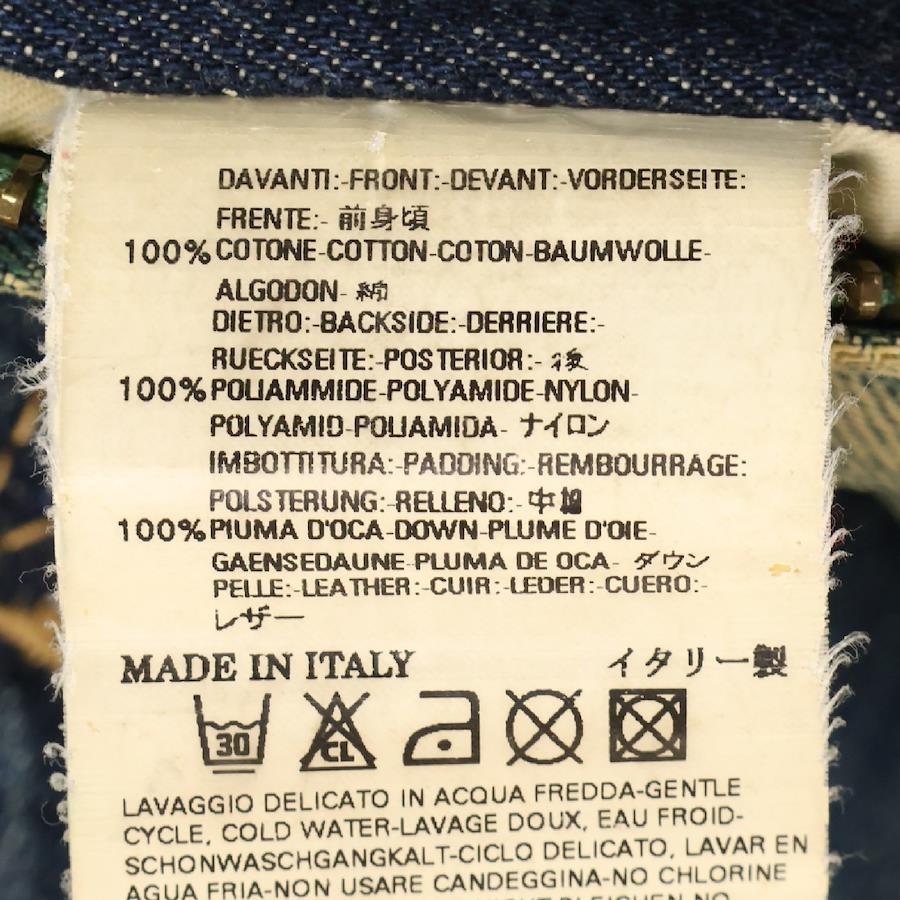 DAVANTI:-FRONT:-DEVANT:-VORDERSEITE:
FRENTE:- 前身頃
100% COTONE-COTTON-COTON-BAUMWOLLE-
ALGODON- 綿
DIETRO:-BACKSIDE:-DERRIERE:-
RUECKSEITE:-POSTERIOR:- 後
100% POLIAMMIDE-POLYAMIDE-NYLON-
POLYAMID-POLIAMIDA- ナイロン
IMBOTTITURA:-PADDING:-REMBOURRAGE:
POLSTERUNG:-RELLENO:-
100% PIUMA D'OCA-DOWN-PLUME D'OIE-
GAENSEDAUNE-PLUMA DE OCA- ダウン
PELLE:-LEATHER:-CUIR:-LEDER:-CUERO:-
レザー
MADE IN ITALY イタリー製
30 CL
LAVAGGIO DELICATO IN ACQUA FREDDA-GENTLE
CYCLE, COLD WATER-LAVAGE DOUX, EAU FROID-
SCHONWASCHGANGKALT-CICLO DELICATO, LAVAR EN
AGUA FRIA-NON USARE CANDEGGINA-NO CHLORINE